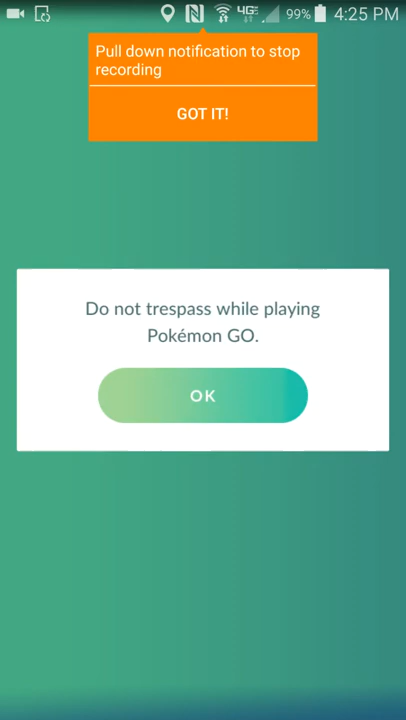 4G 99% 4:25 PM
Pull down notification to stop
recording
GOT IT!
Do not trespass while playing
Pokémon GO.
OK